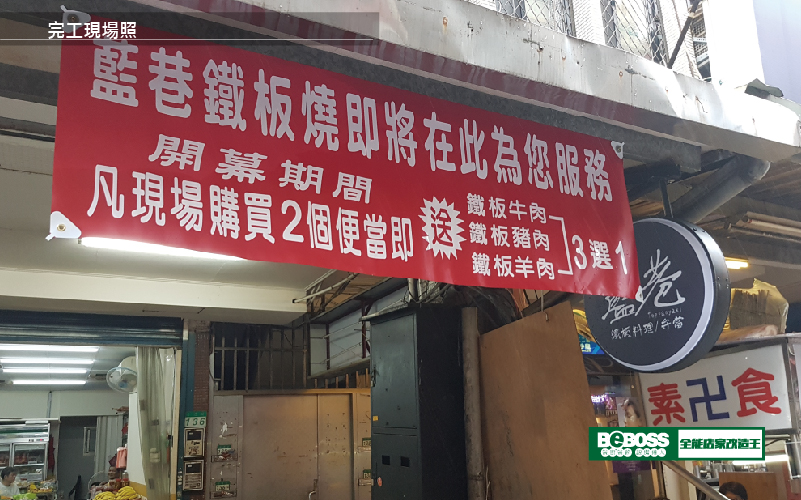 完工現場照
藍巷鐵板燒即將在此為您服務
開幕期間
凡現場購買2個便當即
送
鐵板牛肉
鐵板豬肉
鐵板羊肉
3選1
藍巷
鐵板料理/弁當
素卍食
156
BeBOSS
全能店家改造王